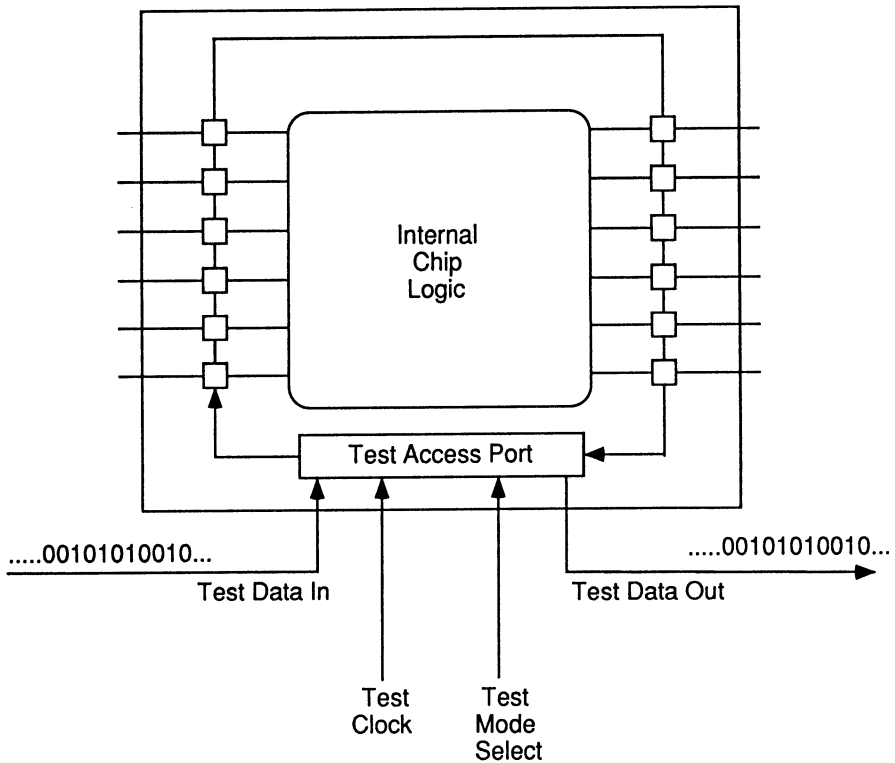 Internal
Chip
Logic
Test Access Port
.....00101010010...
.....00101010010...
Test Data In
Test Data Out
Test
Clock
Test
Mode
Select